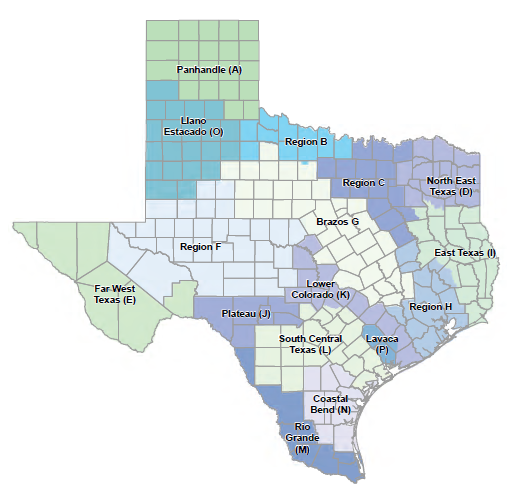 Panhandle (A)
Llano
Estacado (O)
Region B
Region C
North East
Texas (D)
Brazos G
Region F
East Texas (I)
Far West
Texas (E)
Lower
Colorado (K)
Region H
Plateau (J)
South Central
Texas (L)
Lavaca
(P)
Coastal
Bend (N)
Rio
Grande
(M)